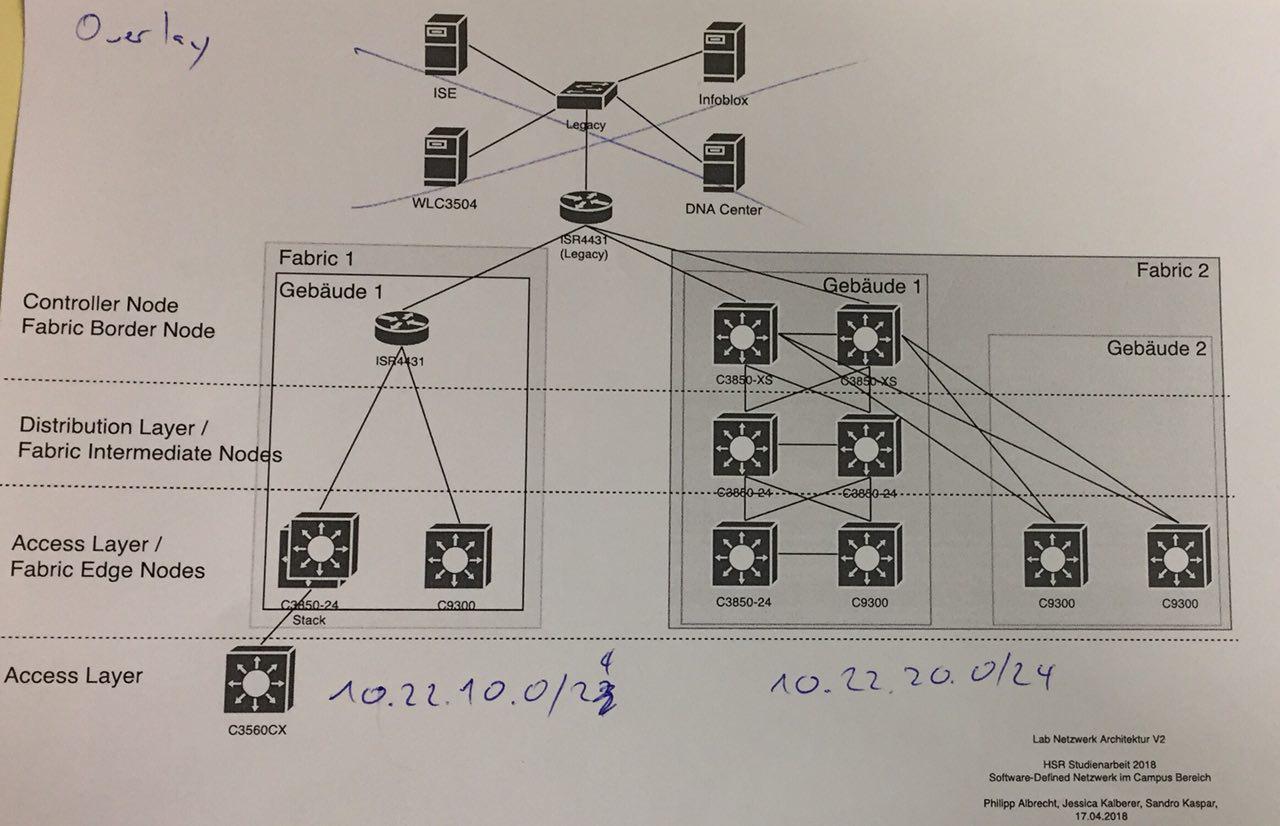 Overlay
ISE
Infoblox
Legacy
WLC3504
DNA Center
ISR4431
(Legacy)
Fabric 1
Fabric 2
Gebäude 1
Gebäude 1
Gebäude 2
Controller Node
Fabric Border Node
ISR4431
C3850-XS
C3850-XS
Distribution Layer /
Fabric Intermediate Nodes
C3850-24
C3850-24
Access Layer /
Fabric Edge Nodes
C3850-24
Stack
C9300
C3850-24
C9300
C9300
C9300
Access Layer
C3560CX
10.22.10.0/24
10.22.20.0/24
Lab Netzwerk Architektur V2
HSR Studienarbeit 2018
Software-Defined Netzwerk im Campus Bereich
Philipp Albrecht, Jessica Kalberer, Sandro Kaspar,
17.04.2018